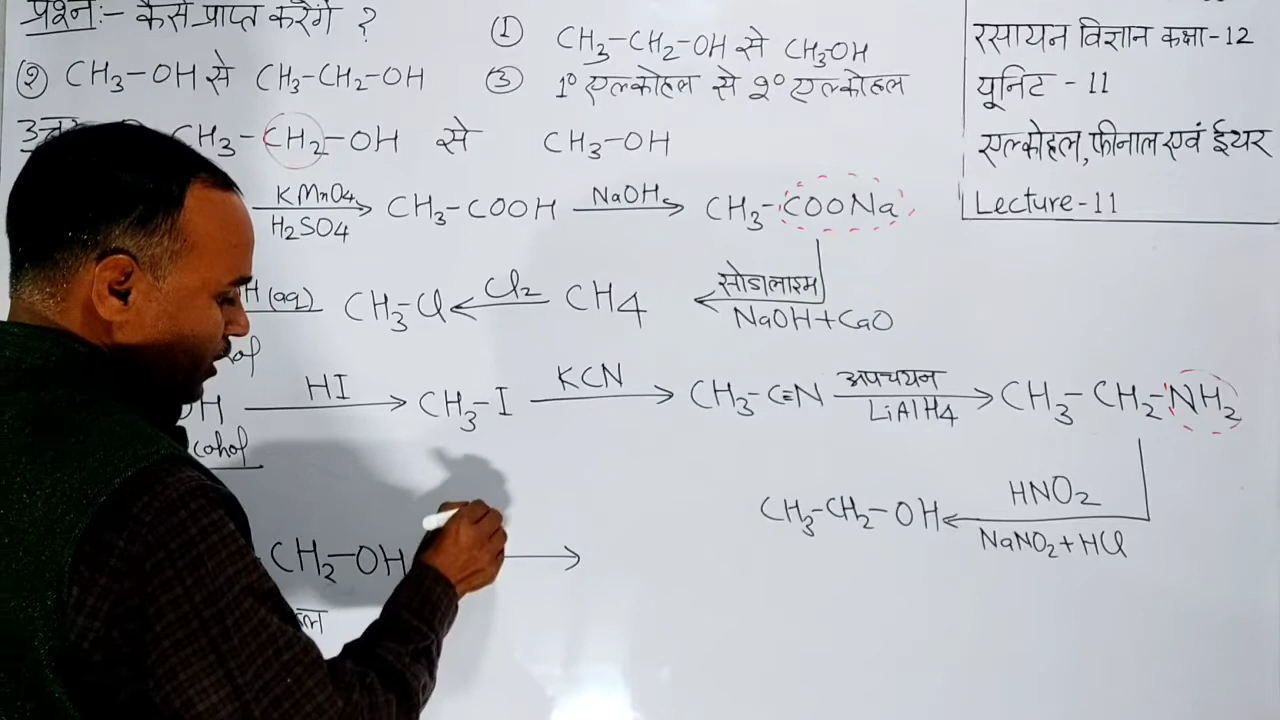 प्रश्न:- कैसे प्राप्त करेंगे ?
① CH3-CH2-OH से CH3OH
② CH3-OH से CH3-CH2-OH
③ 1° एल्कोहल से 2° एल्कोहल
CH3-CH2-OH से CH3-OH
KMnO4 H2SO4 → CH3-COOH NaOH → CH3-COONa
सोडालाइम NaOH+CaO
(aq) CH3-Cl ← Cl2 CH4
OH HI → CH3-I KCN → CH3-C≡N अपचयन LiAlH4 → CH3-CH2-NH2
CH3-CH2-OH ← HNO2 NaNO2+HCl
CH2-OH →
रसायन विज्ञान कक्षा-12
यूनिट - 11
एल्कोहल, फीनाल एवं ईथर
Lecture-11